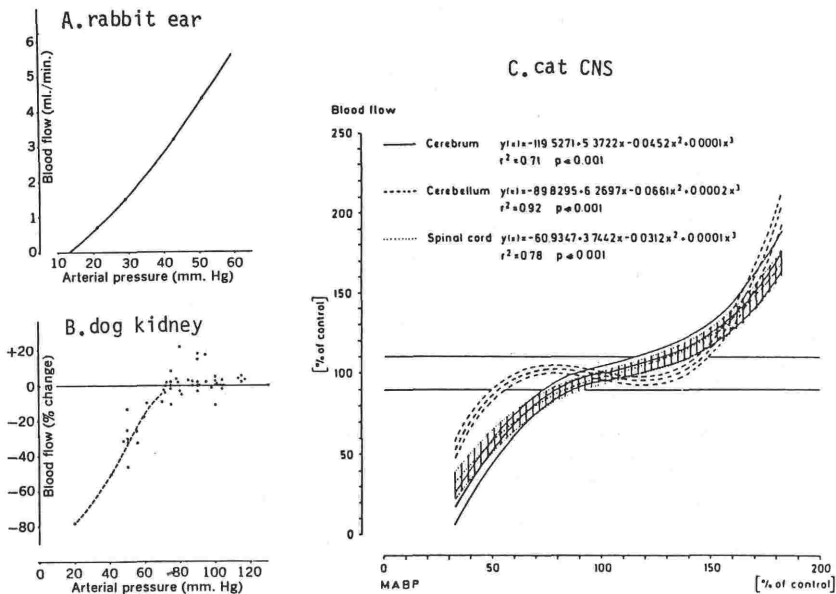 A. rabbit ear
Blood flow (ml./min.)
6
5
4
3
2
1
0
10 20 30 40 50 60
Arterial pressure (mm. Hg)
B. dog kidney
Blood flow (% change)
+20
0
-20
-40
-60
-80
0 20 40 60 80 100 120
Arterial pressure (mm. Hg)
C. cat CNS
Blood flow
250
200
150
100
50
0
[% of control]
Cerebrum y(x)=-119.5271+5.3722x-0.0452x²+0.0001x³
r²=0.71 p≤0.001
Cerebellum y(x)=-89.8295+6.2697x-0.0661x²+0.0002x³
r²=0.92 p≤0.001
Spinal cord y(x)=-60.9347+3.7442x-0.0312x²+0.0001x³
r²=0.78 p≤0.001
0 50 100 150 200
MABP [% of control]